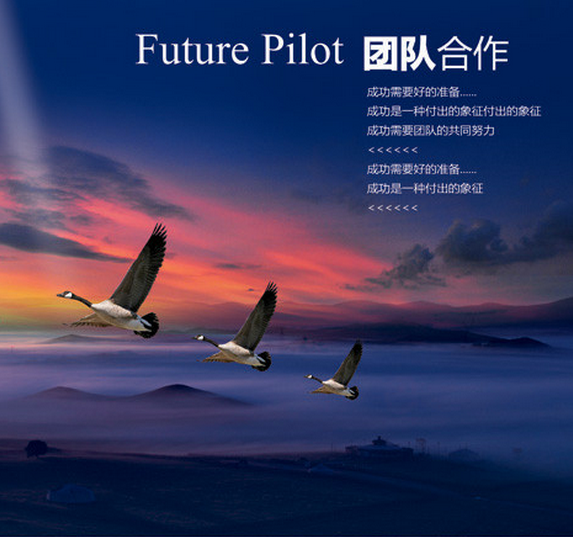 Future Pilot 团队合作
成功需要好的准备......
成功是一种付出的象征付出的象征
成功需要团队的共同努力
<<<<<<
成功需要好的准备......
成功是一种付出的象征
<<<<<<